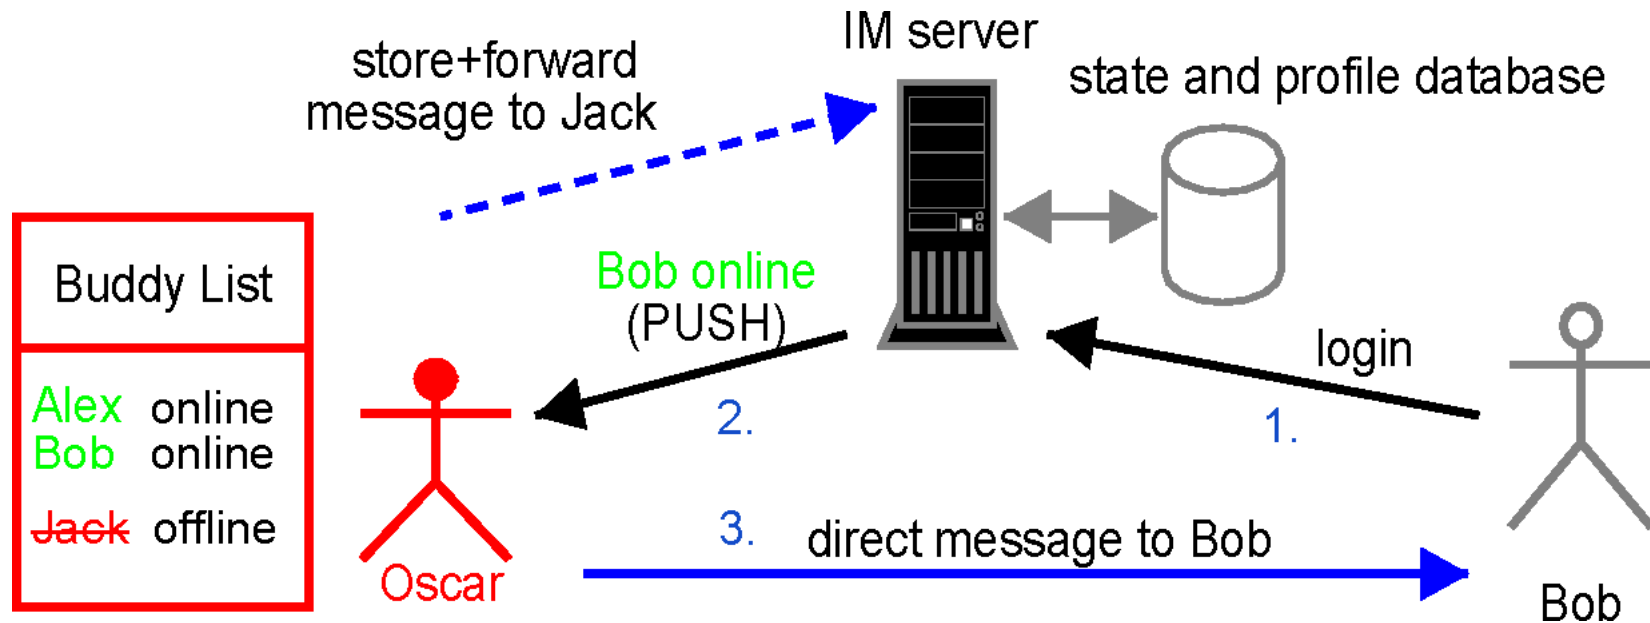 IM server
store+forward
message to Jack
state and profile database
Buddy List
Bob online
(PUSH)
login
Alex online
Bob online
Jack offline
2.
1.
3.
direct message to Bob
Oscar
Bob